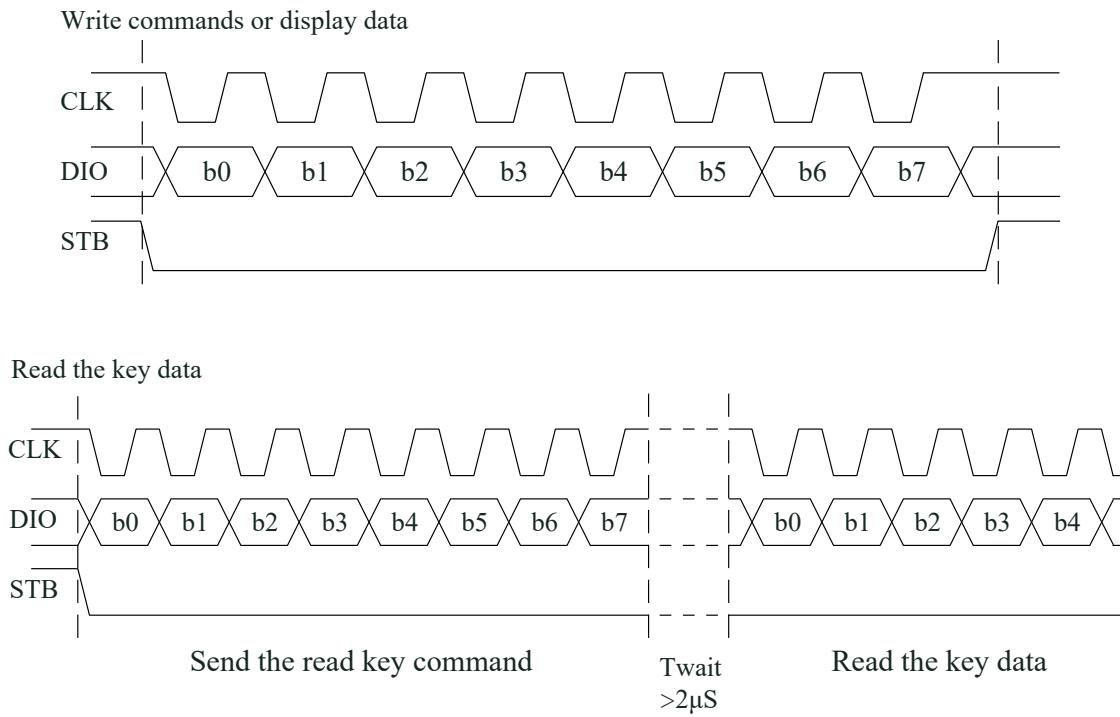 Write commands or display data
CLK
DIO b0 b1 b2 b3 b4 b5 b6 b7
STB
Read the key data
CLK
DIO b0 b1 b2 b3 b4 b5 b6 b7 b0 b1 b2 b3 b4
STB
Send the read key command Twait Read the key data
>2μS